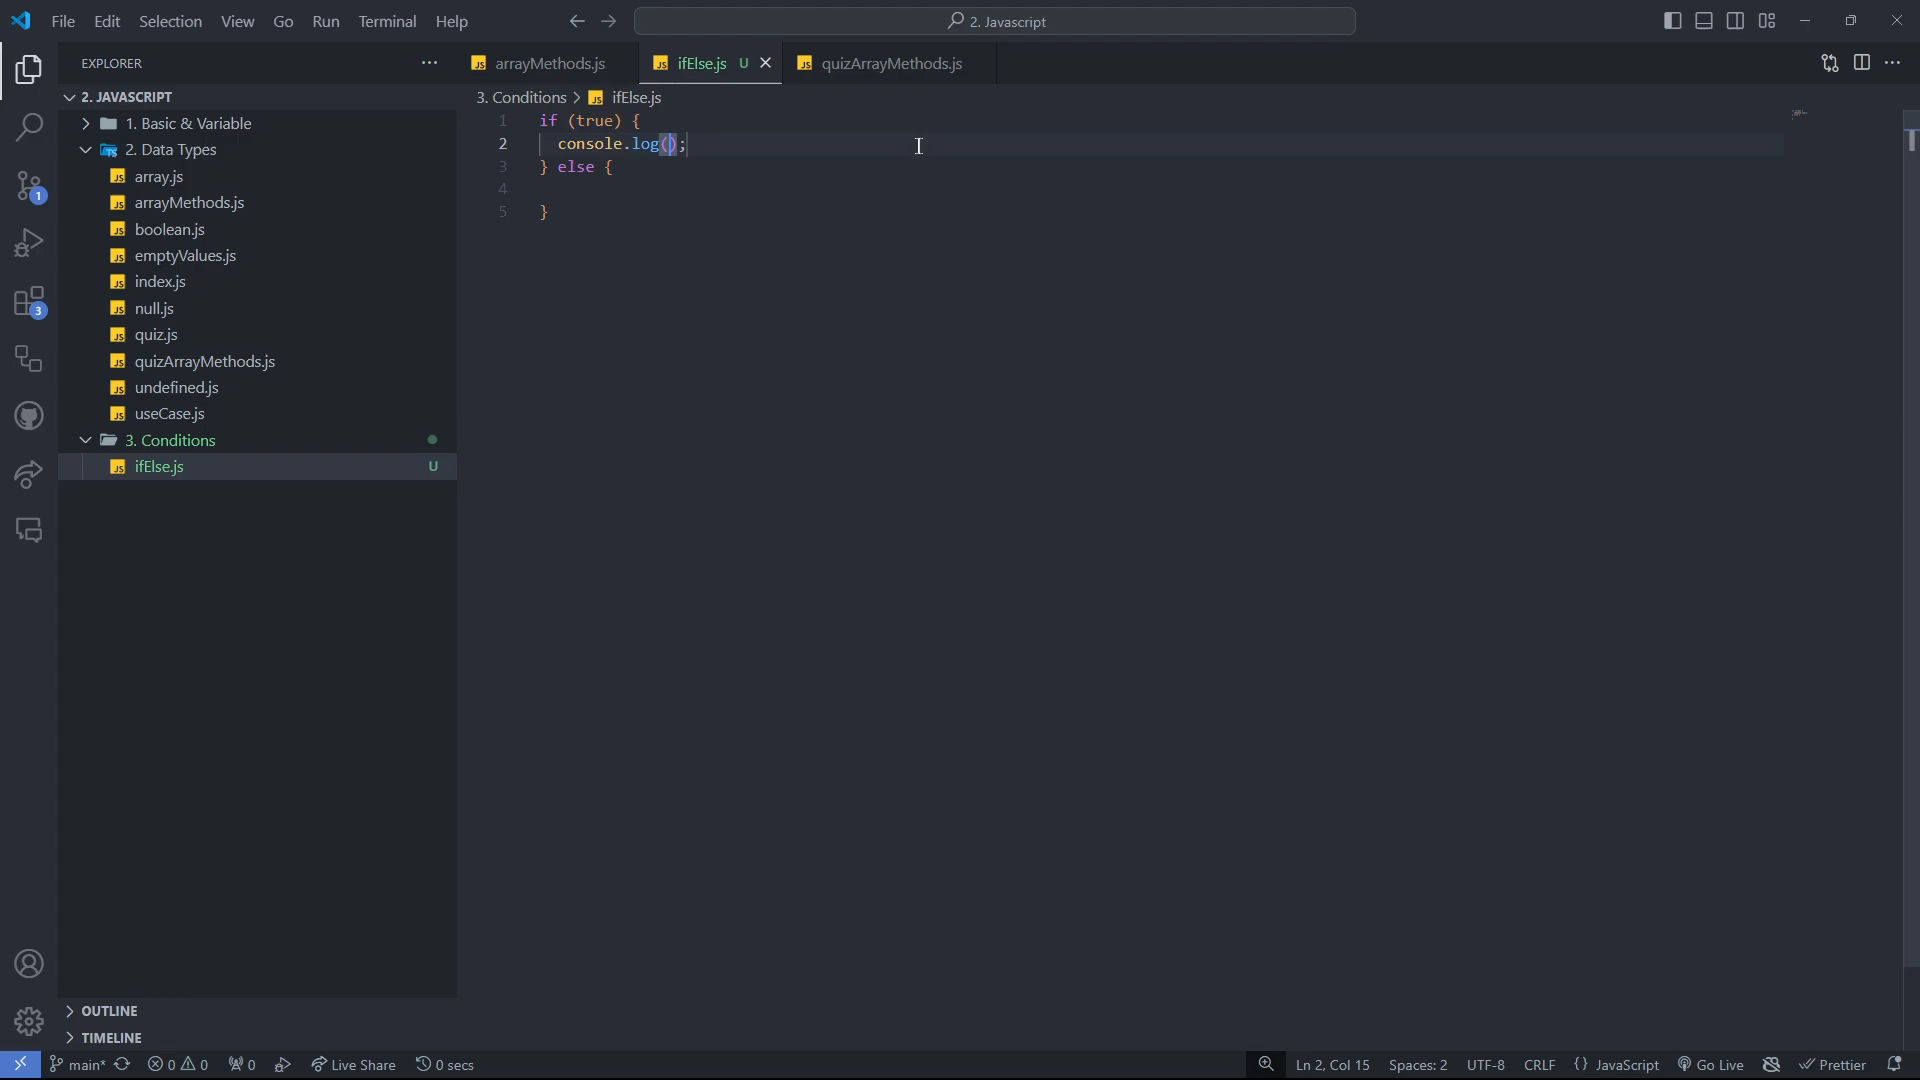 File Edit Selection View Go Run Terminal Help
2. Javascript
EXPLORER
arrayMethods.js
ifElse.js U
quizArrayMethods.js
2. JAVASCRIPT
1. Basic & Variable
2. Data Types
array.js
arrayMethods.js
boolean.js
emptyValues.js
index.js
null.js
quiz.js
quizArrayMethods.js
undefined.js
useCase.js
3. Conditions
ifElse.js U
1
3
OUTLINE
TIMELINE
3. Conditions > ifElse.js
1 if (true) {
2 console.log();
3 } else {
4
5 }
main* 0 0 0 Live Share 0 secs Ln 2, Col 15 Spaces: 2 UTF-8 CRLF {} JavaScript Go Live Prettier